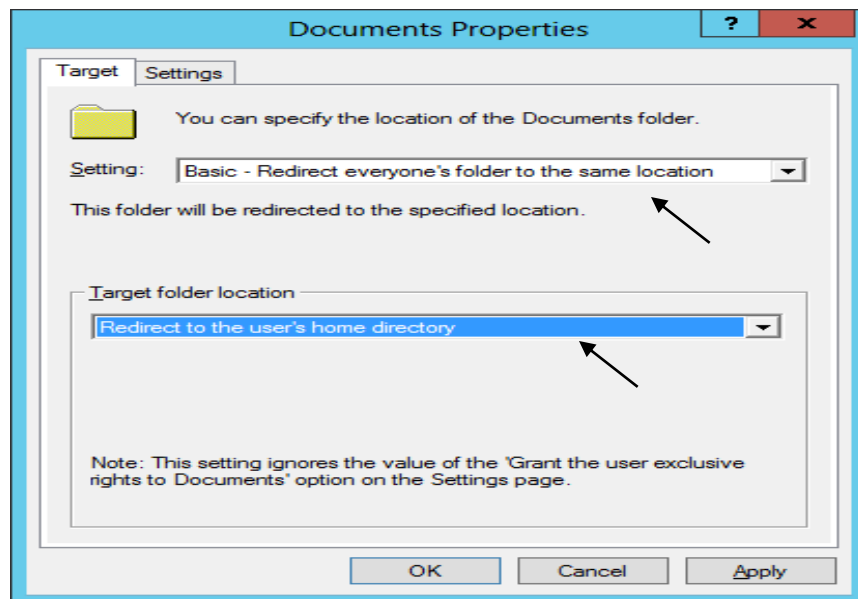 Documents Properties
?
x
Target
Settings
You can specify the location of the Documents folder.
Setting:
Basic - Redirect everyone's folder to the same location
This folder will be redirected to the specified location.
Target folder location
Redirect to the user's home directory
Note: This setting ignores the value of the 'Grant the user exclusive
rights to Documents' option on the Settings page.
OK
Cancel
Apply